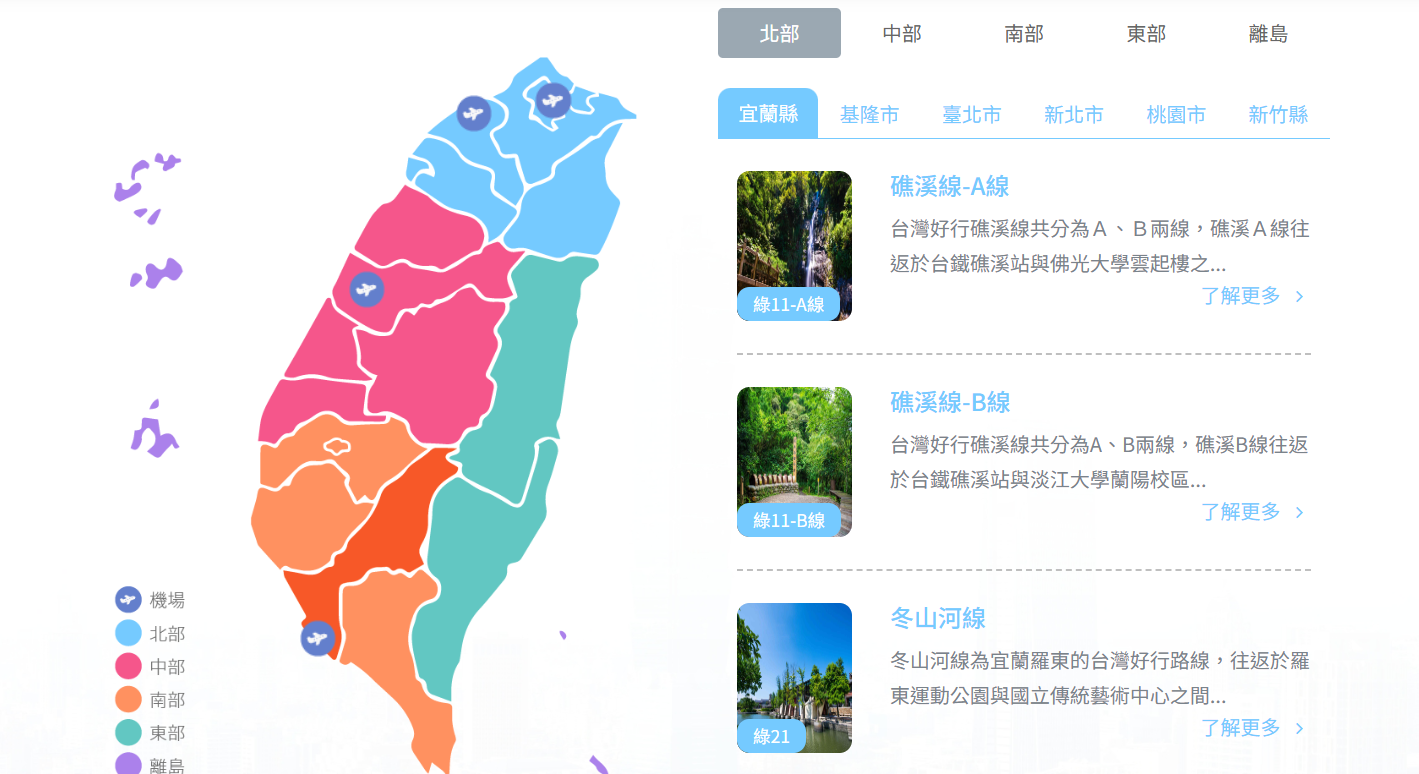 北部
中部
南部
東部
離島
宜蘭縣
基隆市
臺北市
新北市
桃園市
新竹縣
礁溪線-A線
台灣好行礁溪線共分為Ａ、Ｂ兩線，礁溪Ａ線往
返於台鐵礁溪站與佛光大學雲起樓之...
綠11-A線
了解更多
礁溪線-B線
台灣好行礁溪線共分為A、B兩線，礁溪B線往返
於台鐵礁溪站與淡江大學蘭陽校區...
綠11-B線
了解更多
冬山河線
冬山河線為宜蘭羅東的台灣好行路線，往返於羅
東運動公園與國立傳統藝術中心之間...
綠21
了解更多
機場
北部
中部
南部
東部
離島